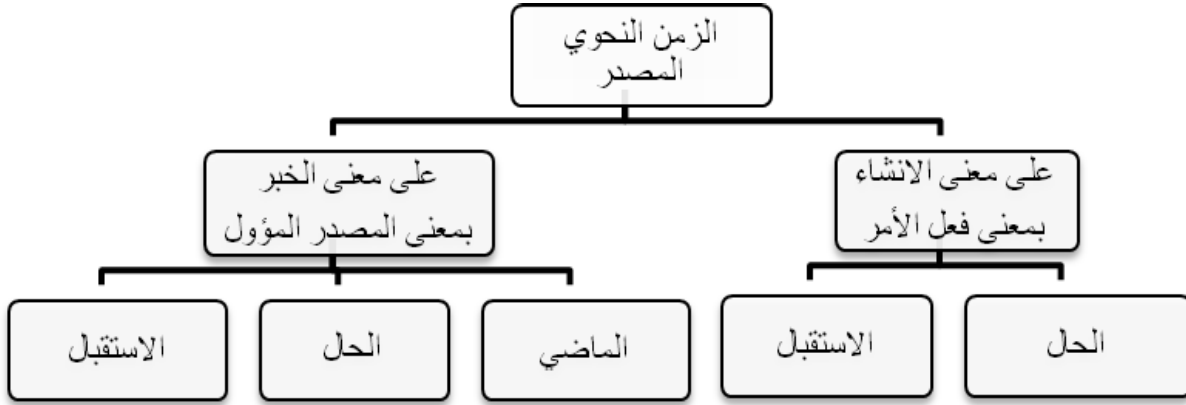 الزمن النحوي
المصدر
على معنى الانشاء
بمعنى فعل الأمر
على معنى الخبر
بمعنى المصدر المؤول
الحال
الاستقبال
الماضي
الحال
الاستقبال